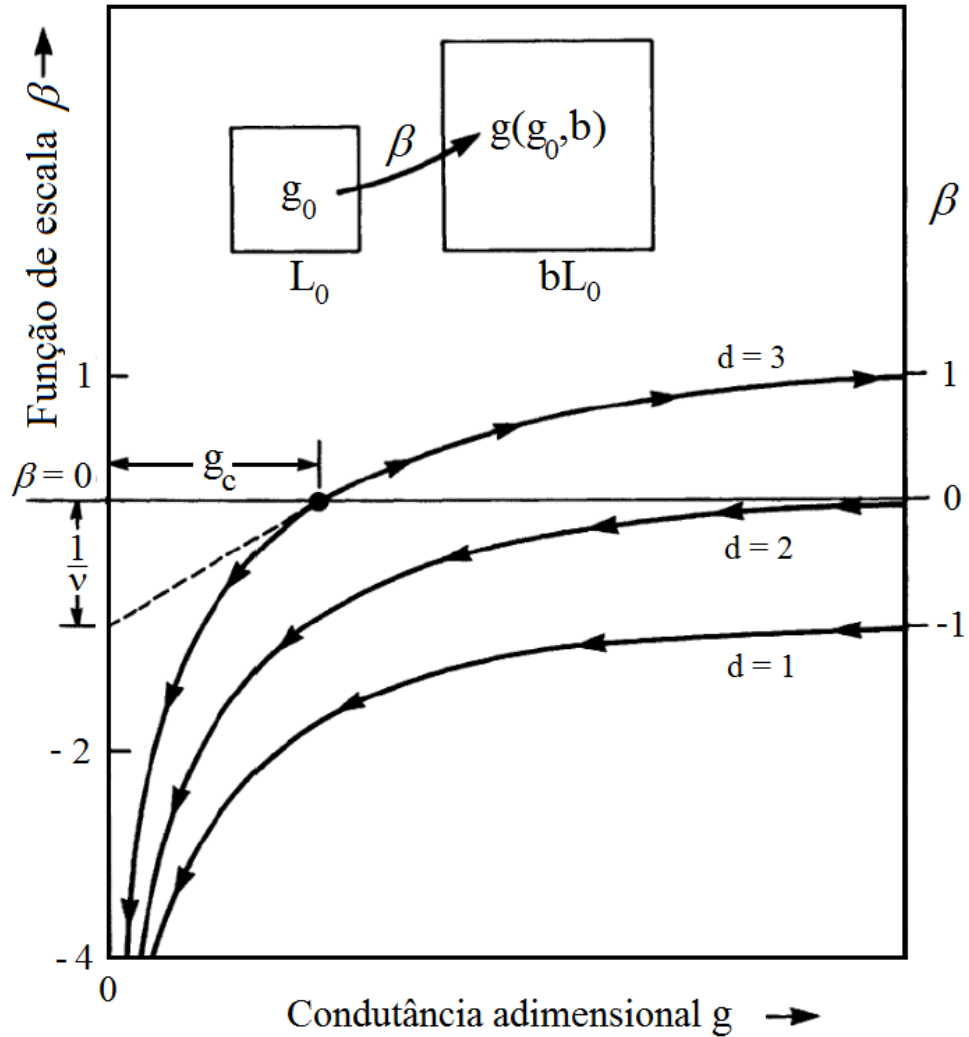 Função de escala β
g₀
β
g(g₀,b)
L₀
bL₀
β
1
d = 3
1
g_c
β = 0
0
1/ν
d = 2
-1
d = 1
- 2
- 4
0
Condutância adimensional g